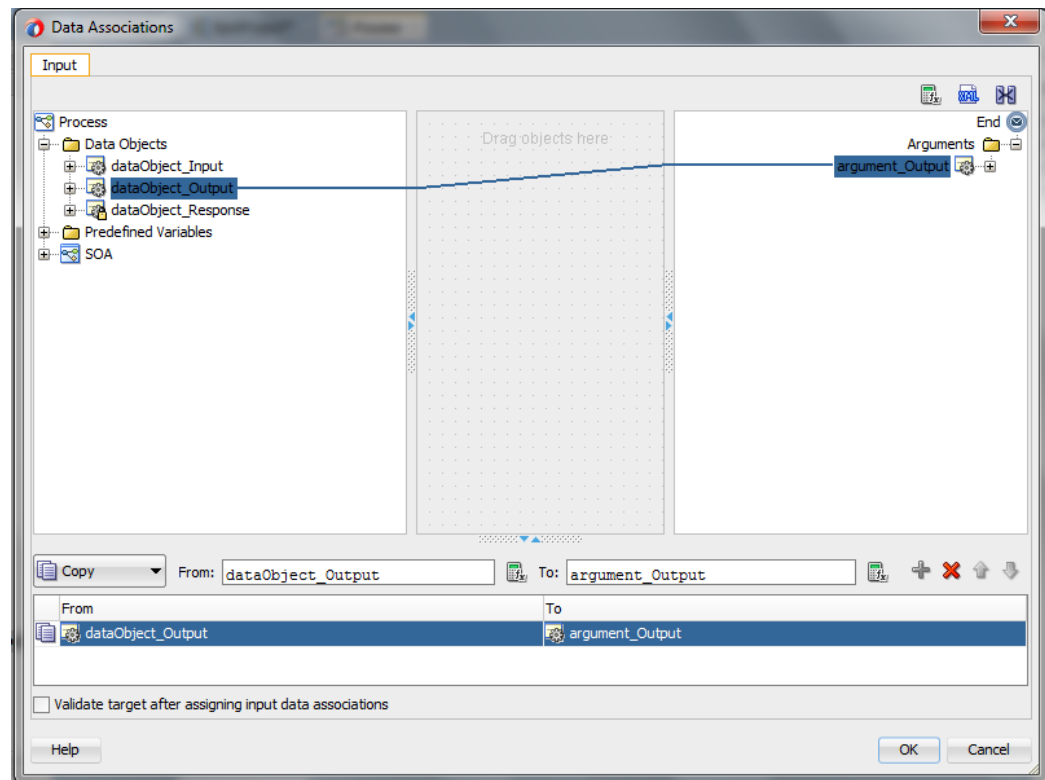 Data Associations
Input
Process
Data Objects
dataObject_Input
dataObject_Output
dataObject_Response
Predefined Variables
SOA
Drag objects here
End
Arguments
argument_Output
Copy From: dataObject_Output To: argument_Output
From To
dataObject_Output argument_Output
Validate target after assigning input data associations
Help OK Cancel